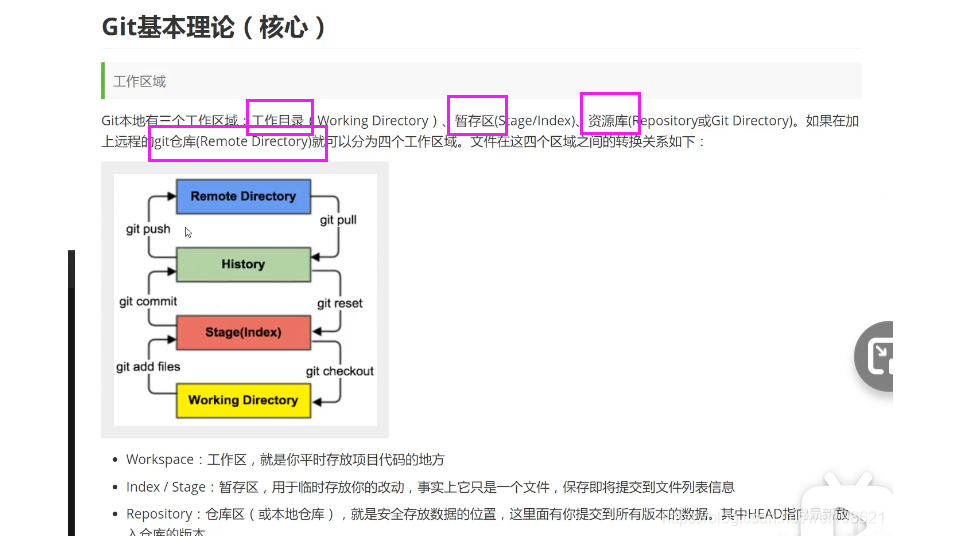 Git基本理论（核心）
工作区域
Git本地有三个工作区域：工作目录（Working Directory）、暂存区(Stage/Index)、资源库(Repository或Git Directory)。如果在加
上远程的git仓库(Remote Directory)就可以分为四个工作区域。文件在这四个区域之间的转换关系如下：
Remote Directory
git push
git pull
History
git commit
git reset
Stage(Index)
git add files
git checkout
Working Directory
Workspace：工作区，就是你平时存放项目代码的地方
Index / Stage：暂存区，用于临时存放你的改动，事实上它只是一个文件，保存即将提交到文件列表信息
Repository：仓库区（或本地仓库），就是安全存放数据的位置，这里面有你提交到所有版本的数据。其中HEAD指向最新放
入仓库的版本